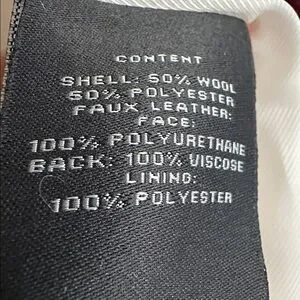 CONTENT
SHELL: 50% WOOL
50% POLYESTER
FAUX LEATHER:
FACE:
100% POLYURETHANE
BACK: 100% VISCOSE
LINING:
100% POLYESTER